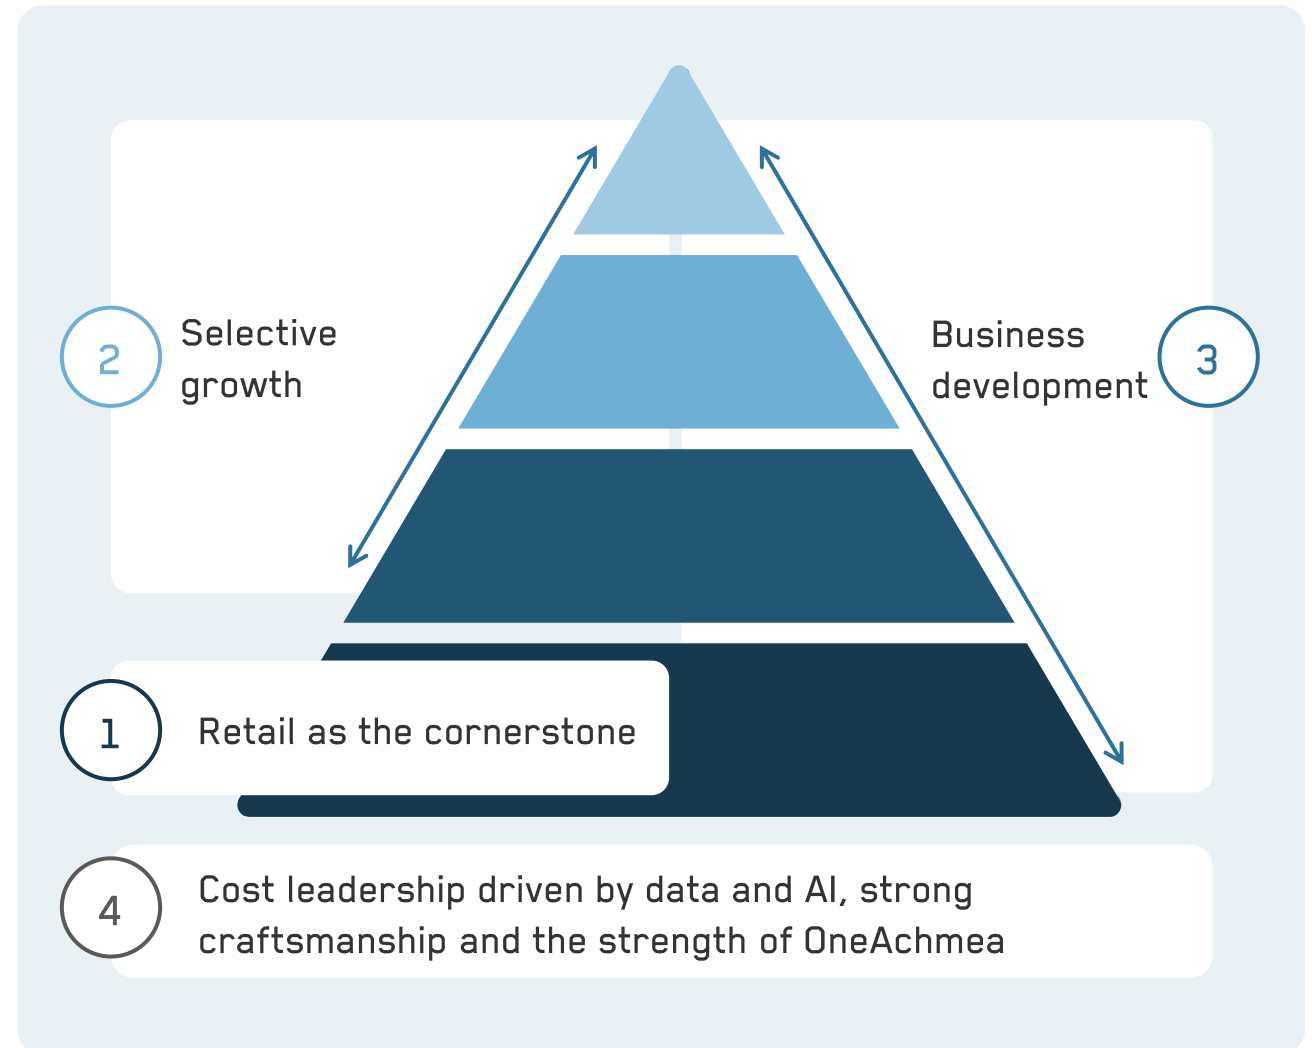 2
Selective
growth
Business
development
3
1
Retail as the cornerstone
4
Cost leadership driven by data and AI, strong
craftsmanship and the strength of OneAchmea